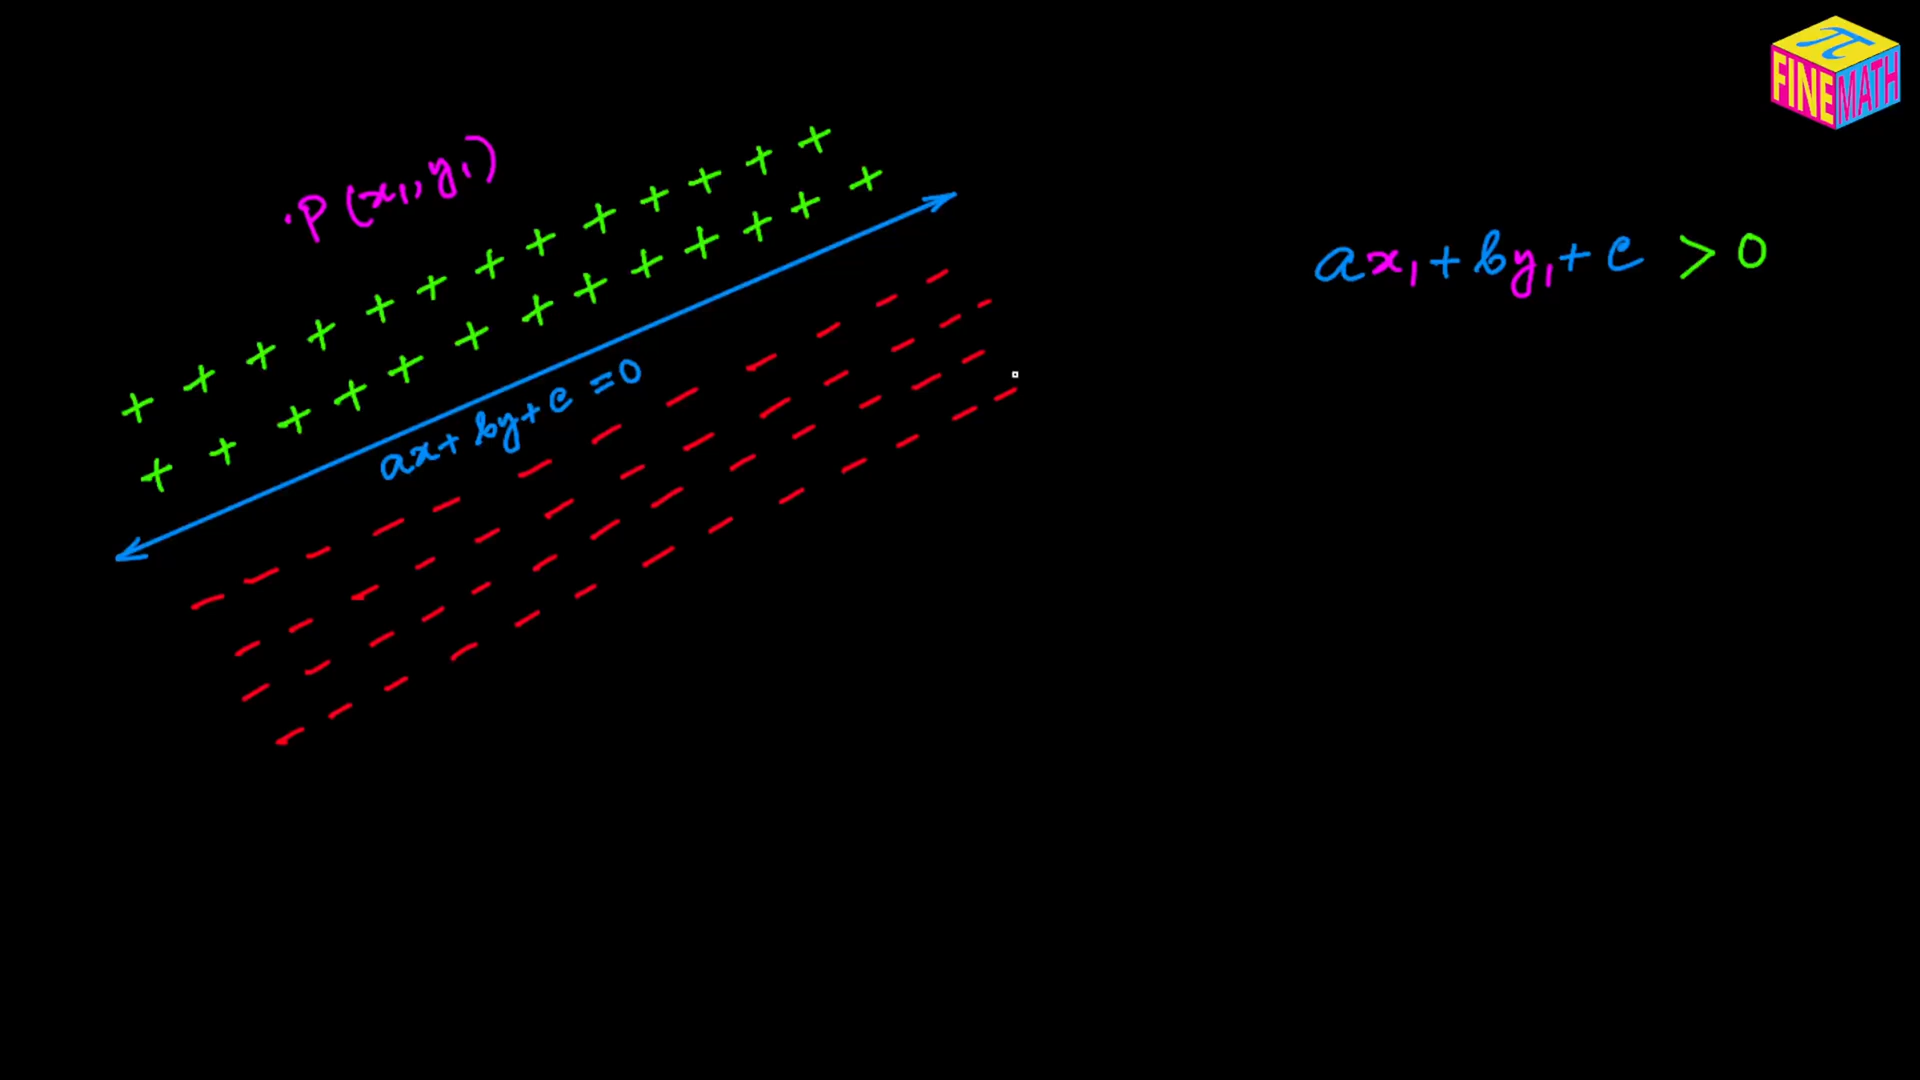 π
FINE MATH
.P(x₁,y₁)
ax₁+by₁+c > 0
ax+by+c=0